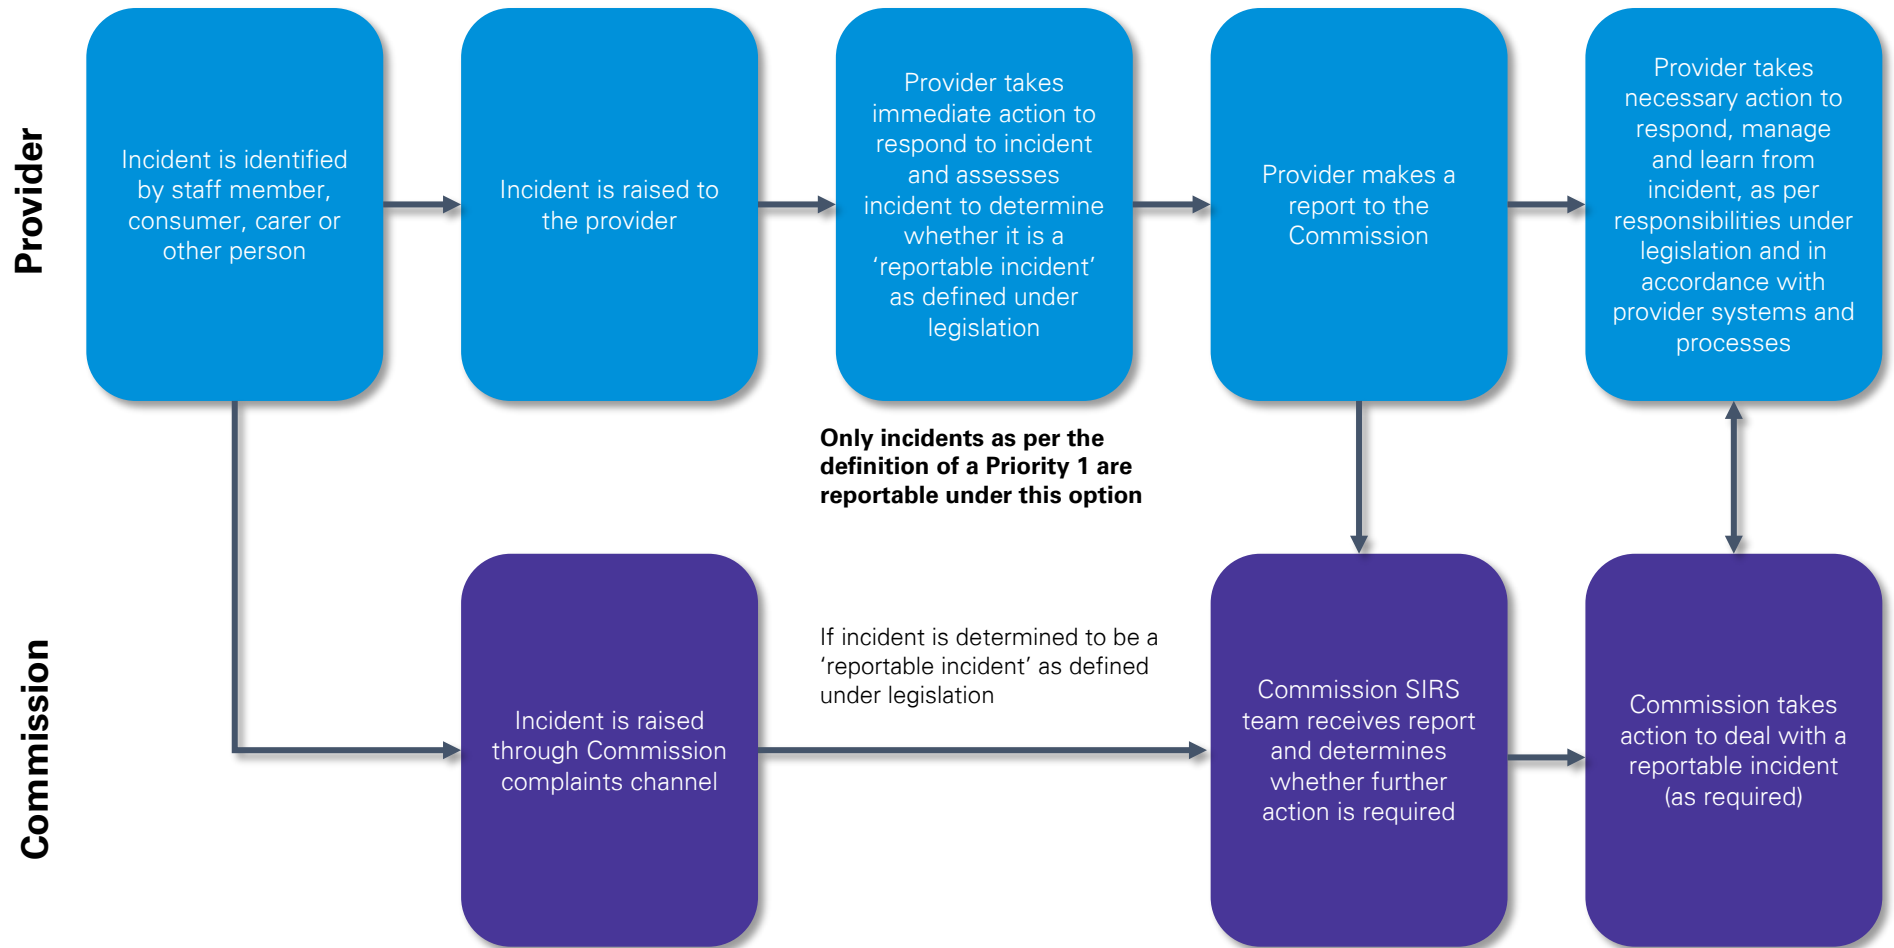 Provider
Incident is identified
by staff member,
consumer, carer or
other person
Incident is raised to
the provider
Provider takes
immediate action to
respond to incident
and assesses
incident to determine
whether it is a
‘reportable incident’
as defined under
legislation
Provider makes a
report to the
Commission
Provider takes
necessary action to
respond, manage
and learn from
incident, as per
responsibilities under
legislation and in
accordance with
provider systems and
processes
Only incidents as per the
definition of a Priority 1 are
reportable under this option
Commission
Incident is raised
through Commission
complaints channel
If incident is determined to be a
‘reportable incident’ as defined
under legislation
Commission SIRS
team receives report
and determines
whether further
action is required
Commission takes
action to deal with a
reportable incident
(as required)